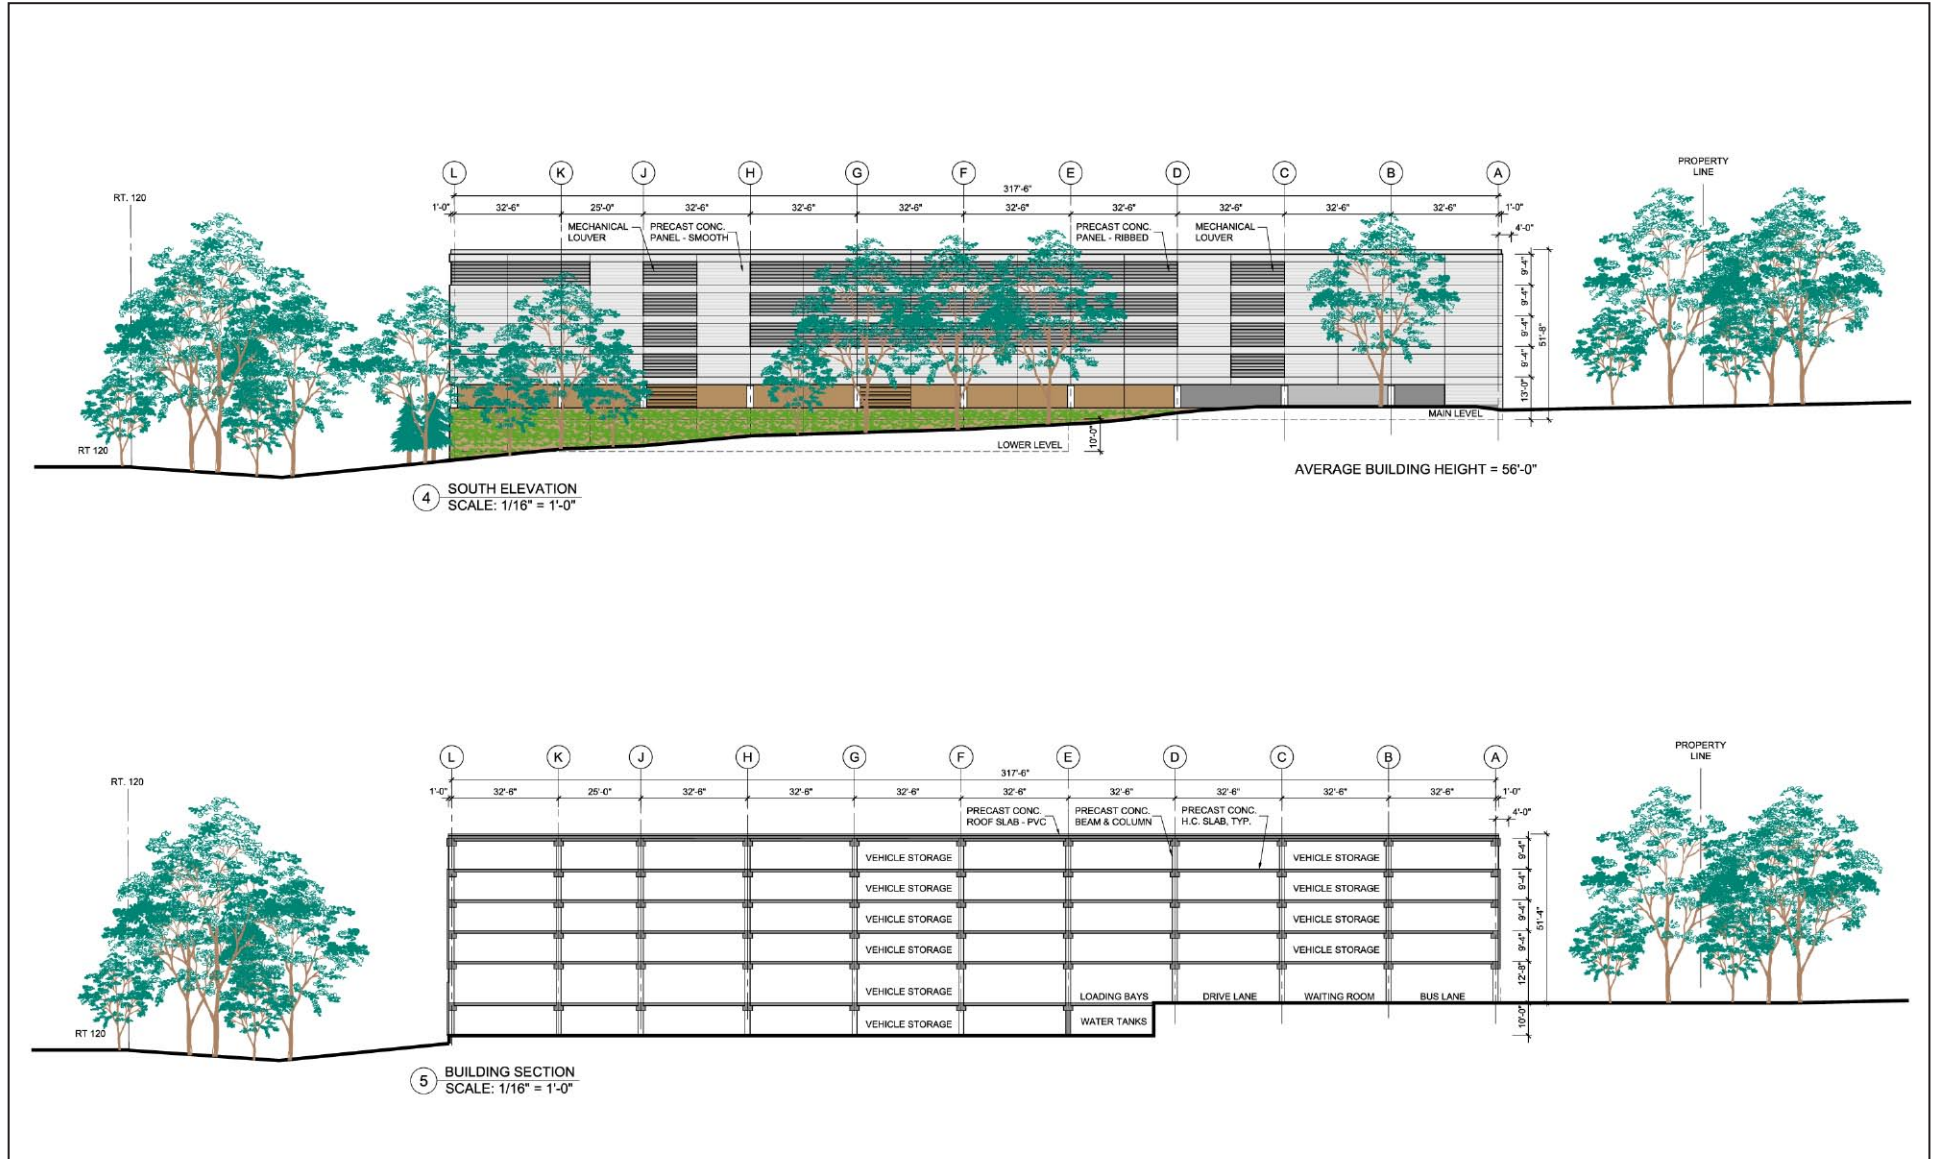 L K J H G F E D C B A
PROPERTY
LINE
317'-6"
RT. 120
1'-0" 32'-6" 25'-0" 32'-6" 32'-6" 32'-6" 32'-6" 32'-6" 32'-6" 32'-6" 32'-6" 1'-0"
4'-0"
MECHANICAL
LOUVER
PRECAST CONC.
PANEL - SMOOTH
PRECAST CONC.
PANEL - RIBBED
MECHANICAL
LOUVER
9'-4"
9'-4"
9'-4"
9'-4"
13'-0"
51'-8"
MAIN LEVEL
LOWER LEVEL
10'-0"
RT 120
AVERAGE BUILDING HEIGHT = 56'-0"
4
SOUTH ELEVATION
SCALE: 1/16" = 1'-0"
L K J H G F E D C B A
PROPERTY
LINE
317'-6"
RT. 120
1'-0" 32'-6" 25'-0" 32'-6" 32'-6" 32'-6" 32'-6" 32'-6" 32'-6" 32'-6" 32'-6" 1'-0"
4'-0"
PRECAST CONC.
ROOF SLAB - PVC
PRECAST CONC.
BEAM & COLUMN
PRECAST CONC.
H.C. SLAB, TYP.
VEHICLE STORAGE VEHICLE STORAGE 9'-4"
VEHICLE STORAGE VEHICLE STORAGE 9'-4"
VEHICLE STORAGE VEHICLE STORAGE 9'-4"
VEHICLE STORAGE VEHICLE STORAGE 9'-4"
51'-4"
12'-8"
VEHICLE STORAGE LOADING BAYS DRIVE LANE WAITING ROOM BUS LANE
VEHICLE STORAGE WATER TANKS 10'-0"
RT 120
5
BUILDING SECTION
SCALE: 1/16" = 1'-0"